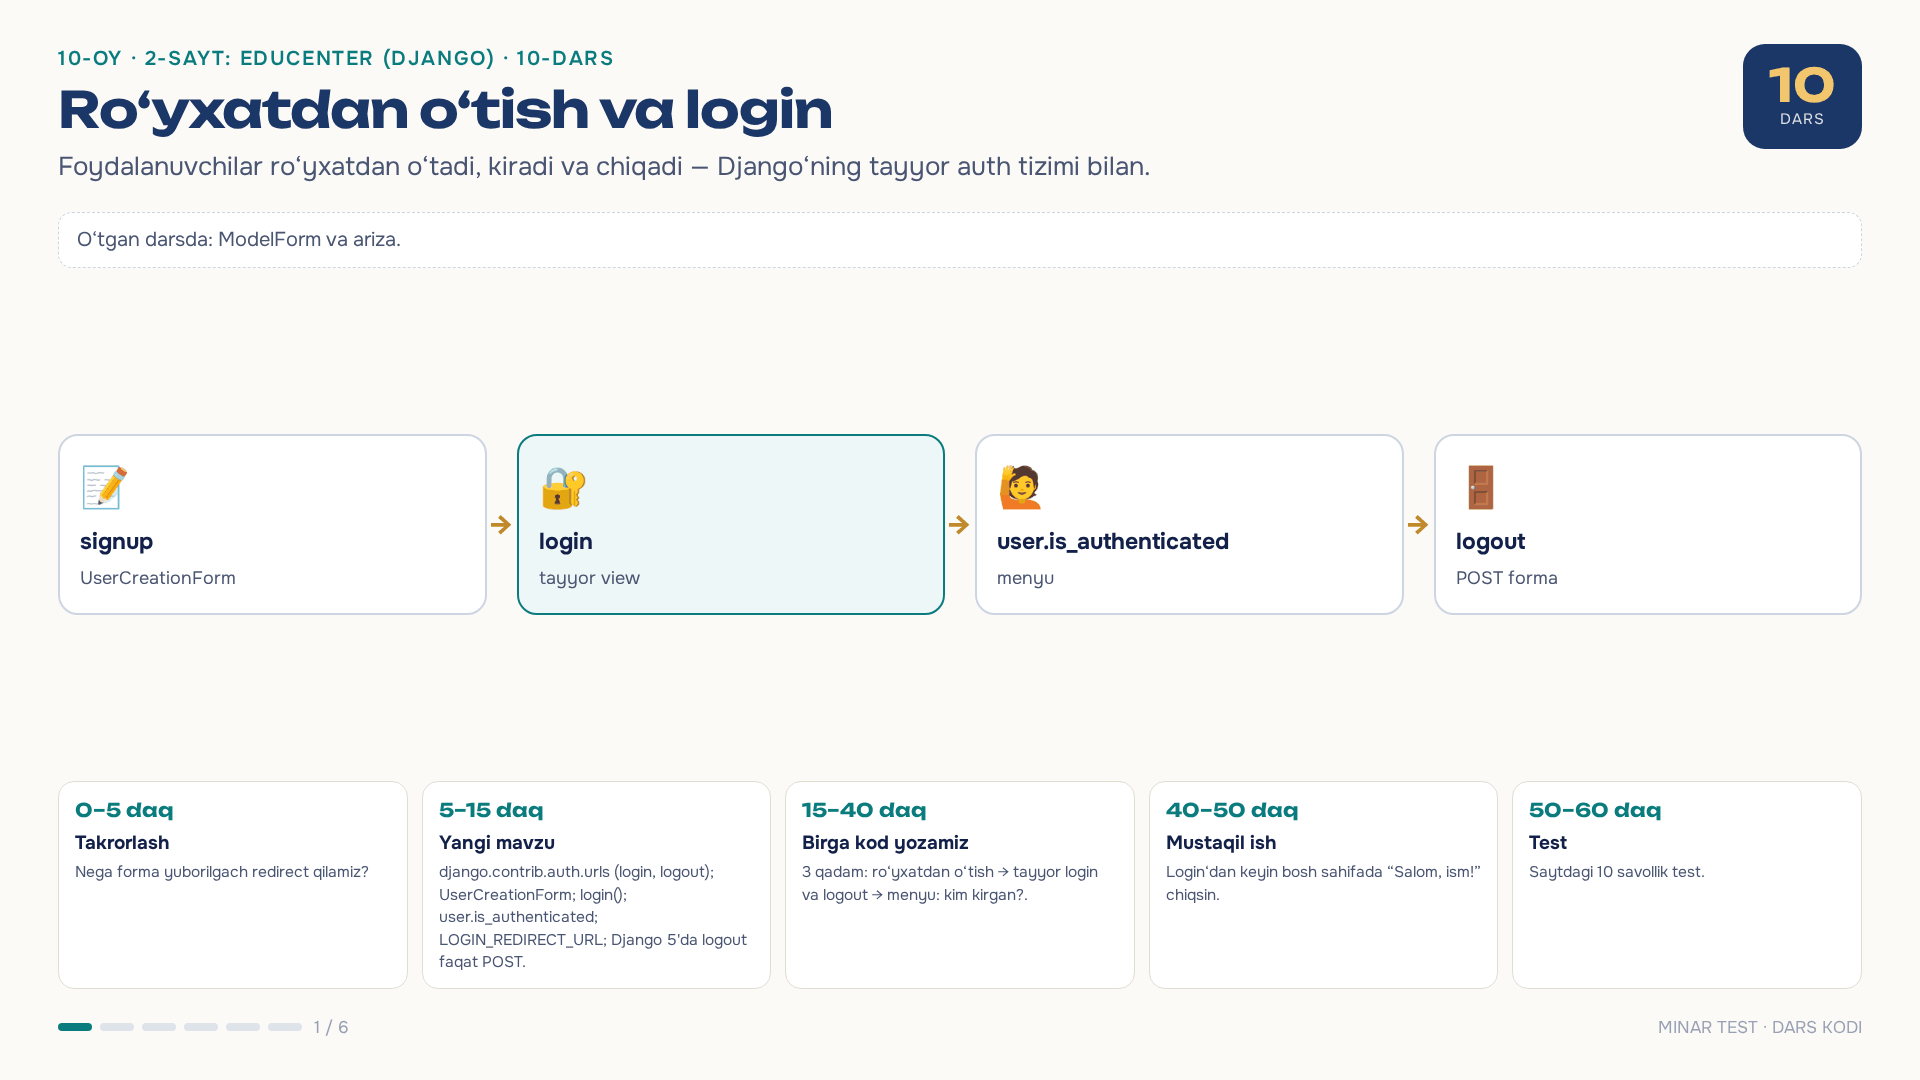 10-OY · 2-SAYT: EDUCENTER (DJANGO) · 10-DARS
Ro‘yxatdan o‘tish va login
Foydalanuvchilar ro‘yxatdan o‘tadi, kiradi va chiqadi — Django‘ning tayyor auth tizimi bilan.
10
DARS
O‘tgan darsda: ModelForm va ariza.
signup
UserCreationForm
→
login
tayyor view
→
user.is_authenticated
menyu
→
logout
POST forma
0–5 daq
Takrorlash
Nega forma yuborilgach redirect qilamiz?
5–15 daq
Yangi mavzu
django.contrib.auth.urls (login, logout);
UserCreationForm; login();
user.is_authenticated;
LOGIN_REDIRECT_URL; Django 5'da logout
faqat POST.
15–40 daq
Birga kod yozamiz
3 qadam: ro‘yxatdan o‘tish → tayyor login
va logout → menyu: kim kirgan?.
40–50 daq
Mustaqil ish
Login‘dan keyin bosh sahifada “Salom, ism!”
chiqsin.
50–60 daq
Test
Saytdagi 10 savollik test.
1 / 6
MINAR TEST · DARS KODI